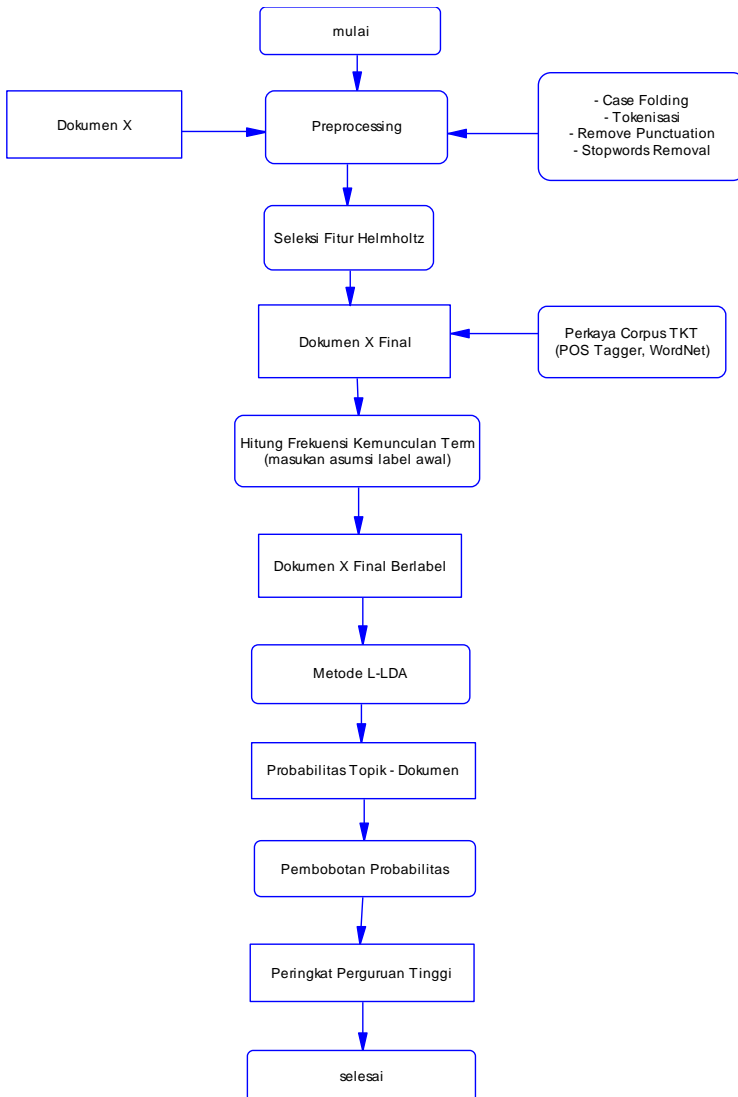 mulai
Dokumen X
Preprocessing
- Case Folding
- Tokenisasi
- Remove Punctuation
- Stopwords Removal
Seleksi Fitur Helmholtz
Dokumen X Final
Perkaya Corpus TKT
(POS Tagger, WordNet)
Hitung Frekuensi Kemunculan Term
(masukan asumsi label awal)
Dokumen X Final Berlabel
Metode L-LDA
Probabilitas Topik - Dokumen
Pembobotan Probabilitas
Peringkat Perguruan Tinggi
selesai